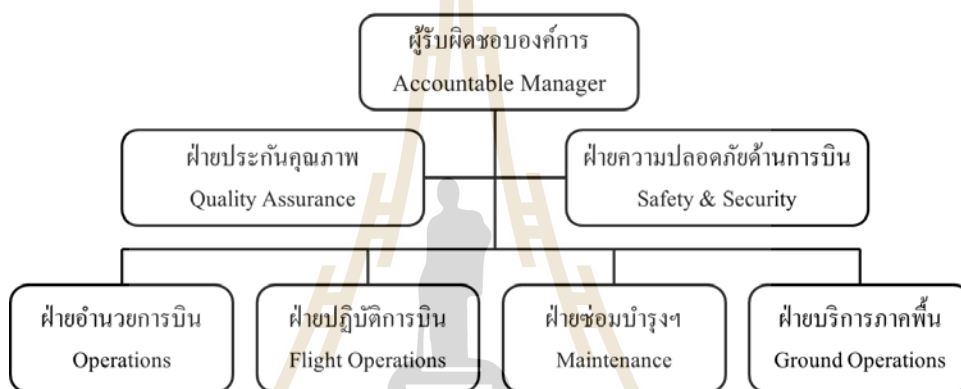 ผู้รับผิดชอบองค์การ
Accountable Manager
ฝ่ายประกันคุณภาพ
Quality Assurance
ฝ่ายความปลอดภัยด้านการบิน
Safety & Security
ฝ่ายอำนวยการบิน
Operations
ฝ่ายปฏิบัติการบิน
Flight Operations
ฝ่ายซ่อมบำรุงฯ
Maintenance
ฝ่ายบริการภาคพื้น
Ground Operations